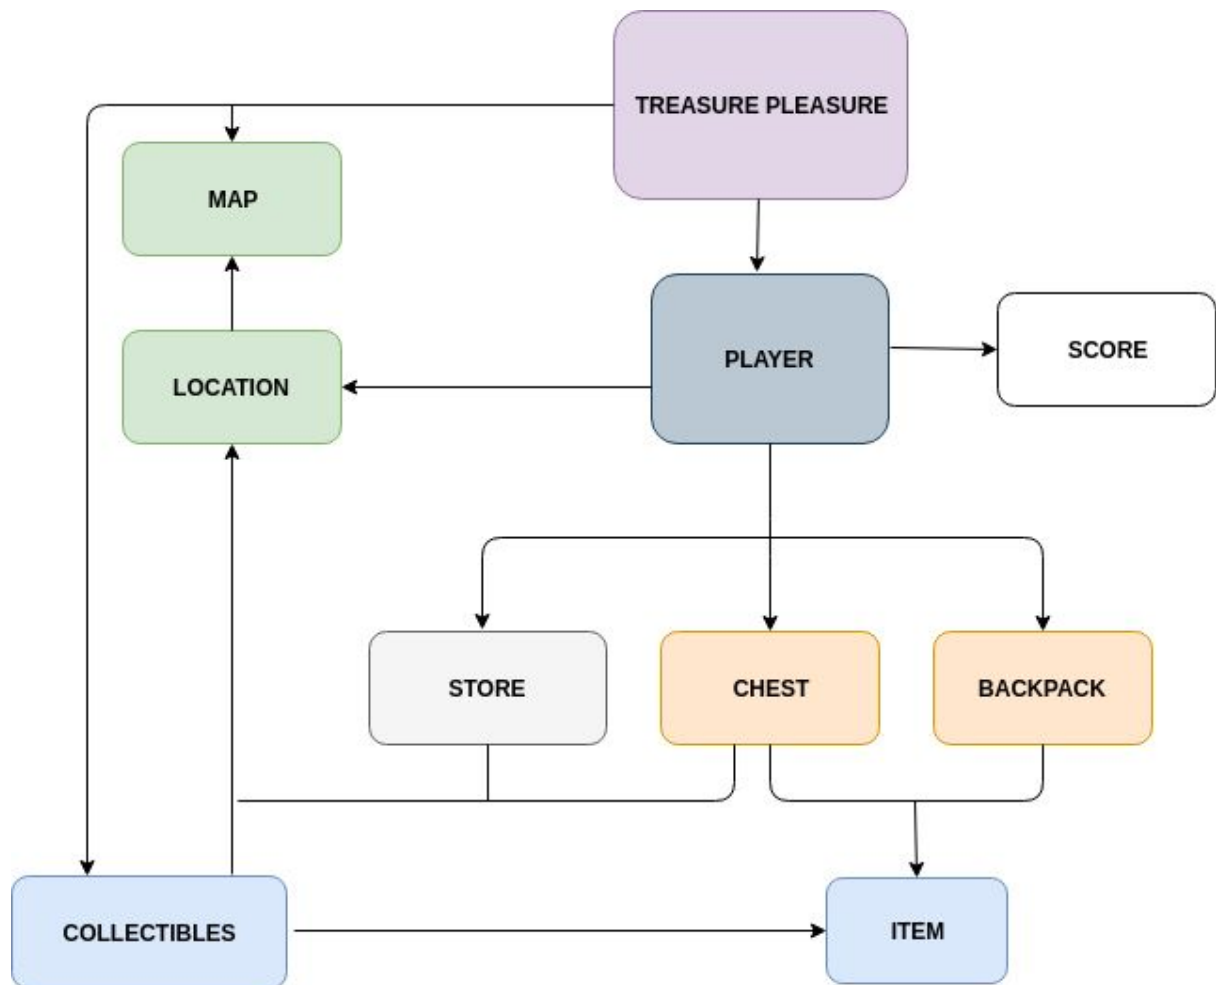 TREASURE PLEASURE
MAP
PLAYER
SCORE
LOCATION
STORE
CHEST
BACKPACK
COLLECTIBLES
ITEM